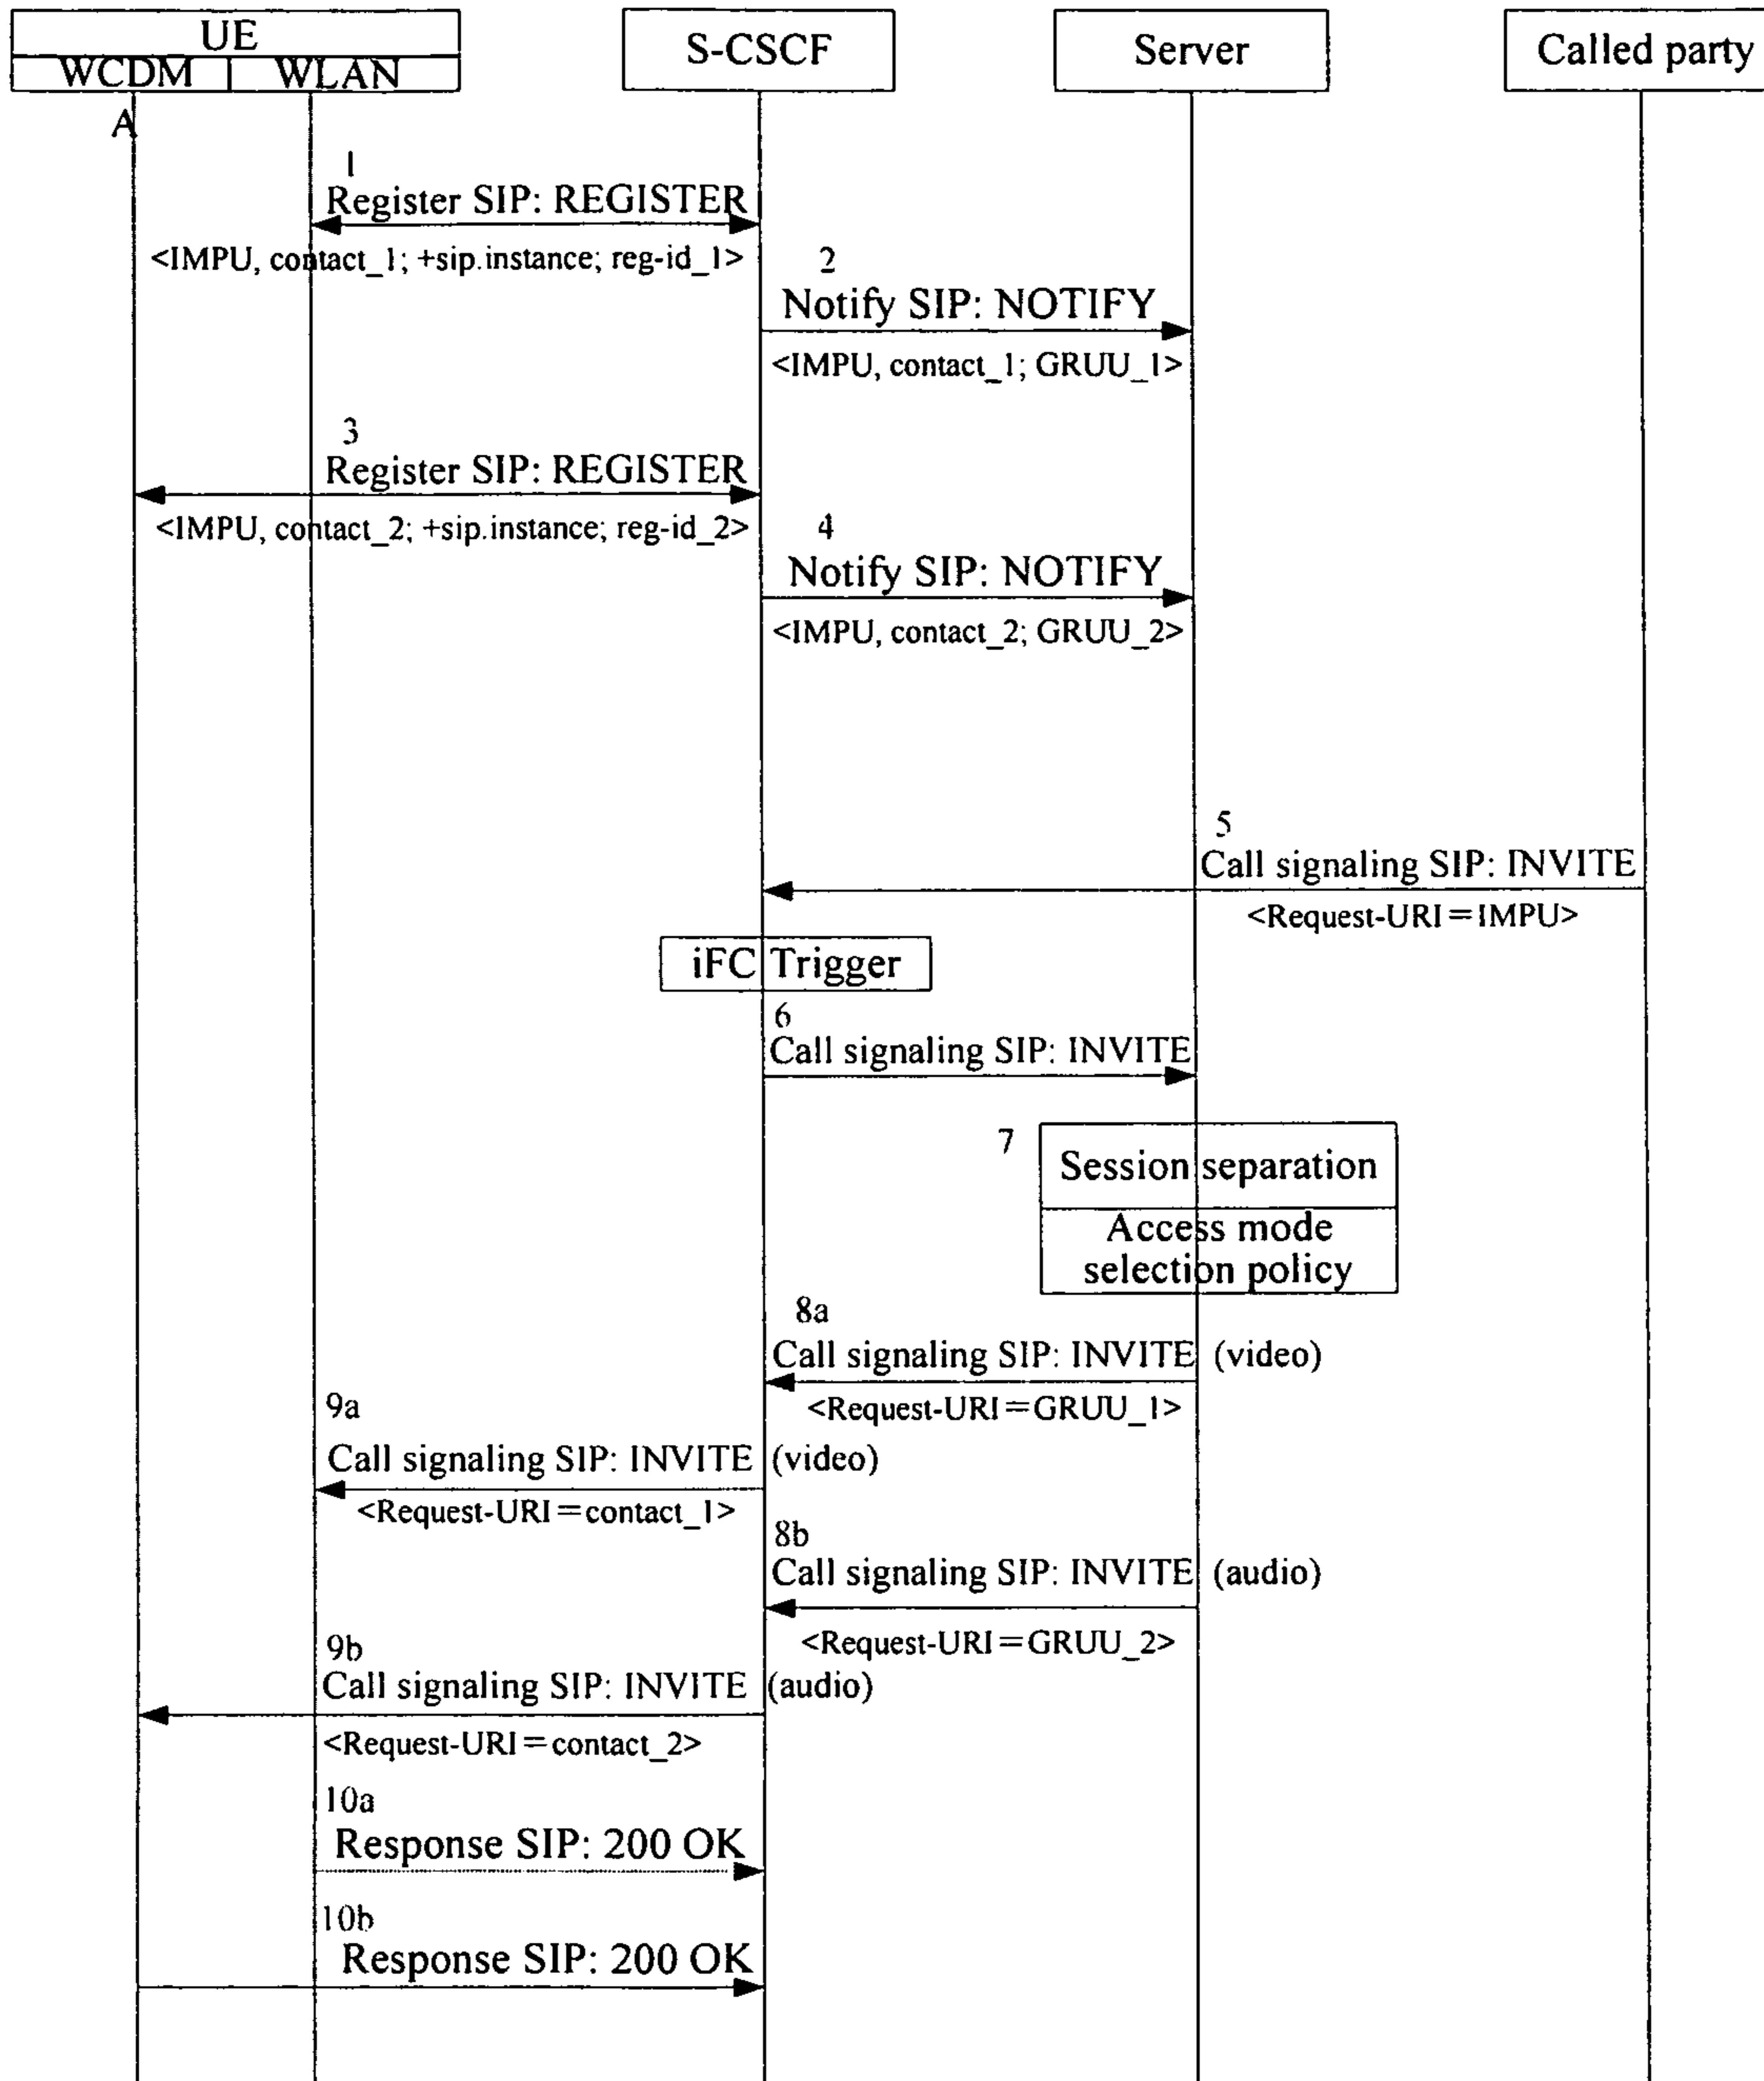 UE
WCDM WLAN
A
S-CSCF
Server
Called party
1
Register SIP: REGISTER
<IMPU, contact_1; +sip.instance; reg-id_1>
2
Notify SIP: NOTIFY
<IMPU, contact_1; GRUU_1>
3
Register SIP: REGISTER
<IMPU, contact_2; +sip.instance; reg-id_2>
4
Notify SIP: NOTIFY
<IMPU, contact_2; GRUU_2>
5
Call signaling SIP: INVITE
<Request-URI=IMPU>
iFC Trigger
6
Call signaling SIP: INVITE
7
Session separation
Access mode
selection policy
8a
Call signaling SIP: INVITE (video)
<Request-URI=GRUU_1>
9a
Call signaling SIP: INVITE (video)
<Request-URI=contact_1>
8b
Call signaling SIP: INVITE (audio)
<Request-URI=GRUU_2>
9b
Call signaling SIP: INVITE (audio)
<Request-URI=contact_2>
10a
Response SIP: 200 OK
10b
Response SIP: 200 OK